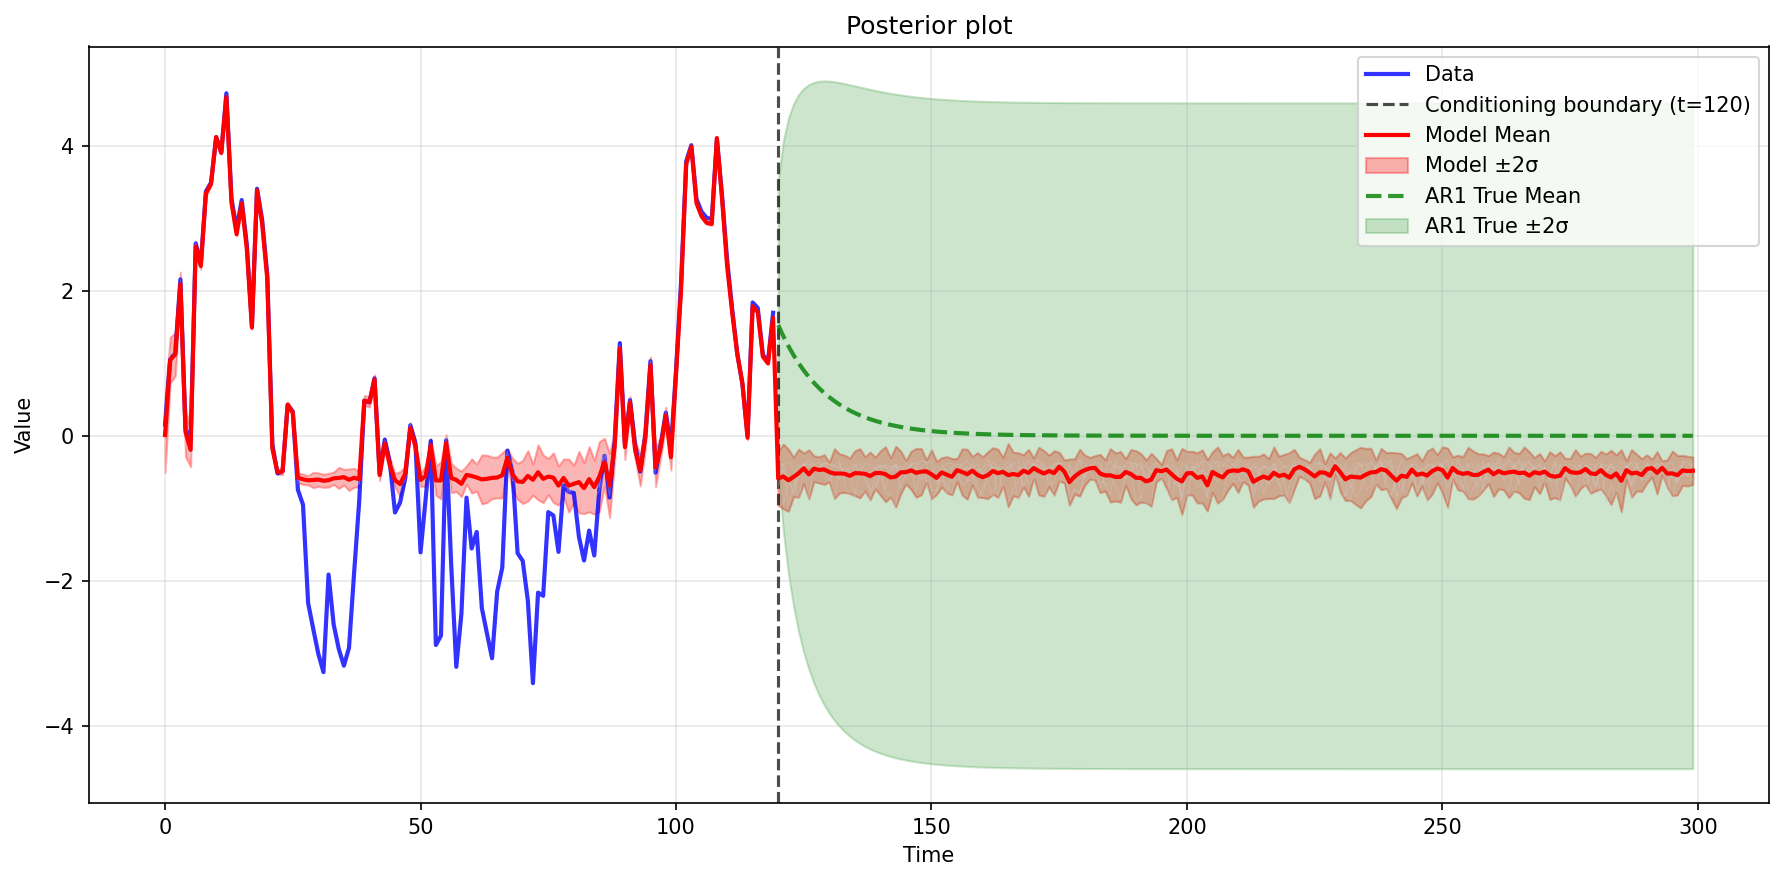 Posterior plot
Data
Conditioning boundary (t=120)
Model Mean
Model ±2σ
AR1 True Mean
AR1 True ±2σ
Value
4
2
0
−2
−4
0
50
100
150
200
250
300
Time